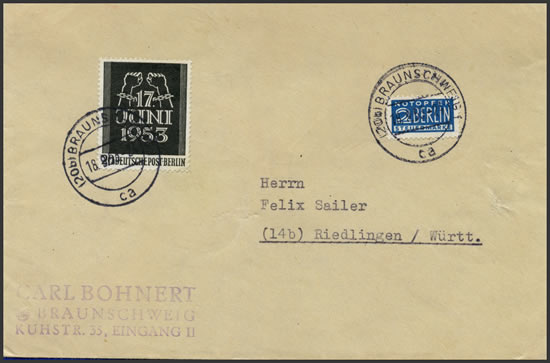 17.
JUNI
1953
20 DEUTSCHE POST BERLIN
(20b) BRAUNS
18.
ca
(20b) BRAUNSCHWEIG
ca
NOTOPFER
2 BERLIN
STEUERMARKE
Herrn
Felix Sailer
(14b) Riedlingen / Württ.
CARL BOHNERT
BRAUNSCHWEIG
KUHSTR. 35, EINGANG II